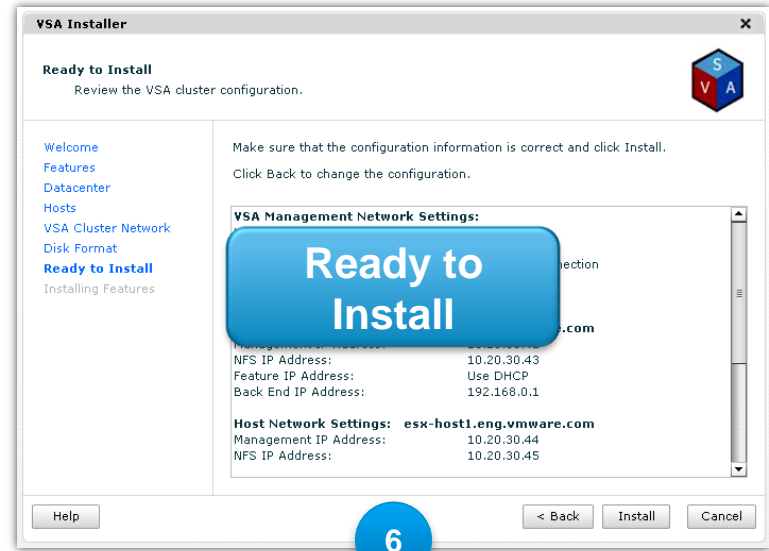 VSA Installer
Ready to Install
Review the VSA cluster configuration.
S
V A
Welcome
Features
Datacenter
Hosts
VSA Cluster Network
Disk Format
Ready to Install
Installing Features
Make sure that the configuration information is correct and click Install.
Click Back to change the configuration.
VSA Management Network Settings:
Ready to
Install
NFS IP Address: 10.20.30.43
Feature IP Address: Use DHCP
Back End IP Address: 192.168.0.1
Host Network Settings: esx-host1.eng.vmware.com
Management IP Address: 10.20.30.44
NFS IP Address: 10.20.30.45
Help
< Back Install Cancel
6